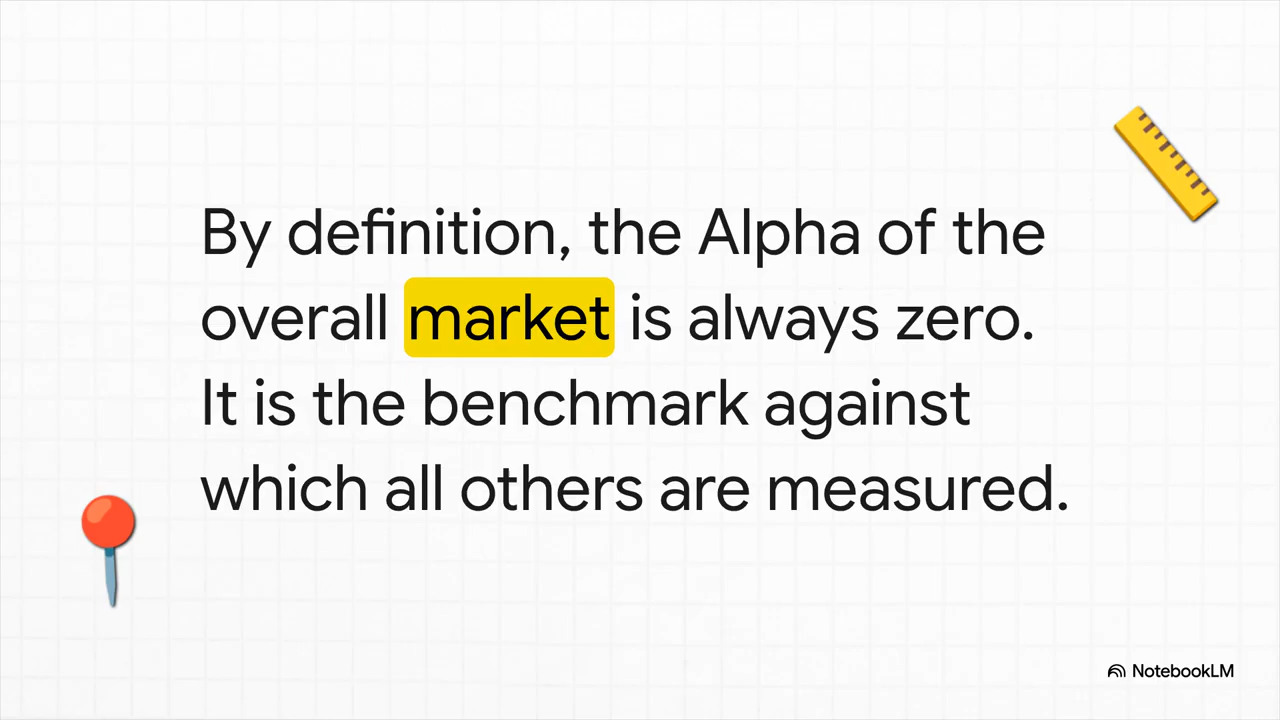 By definition, the Alpha of the
overall market is always zero.
It is the benchmark against
which all others are measured.
NotebookLM